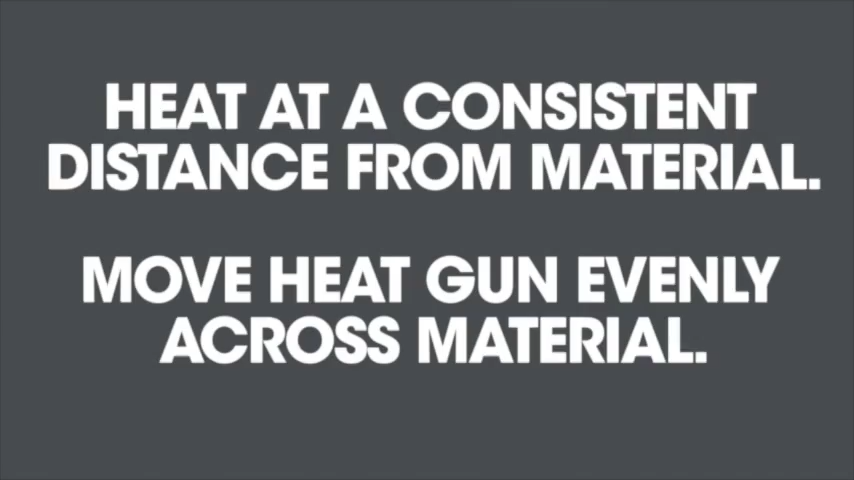 HEAT AT A CONSISTENT
DISTANCE FROM MATERIAL.
MOVE HEAT GUN EVENLY
ACROSS MATERIAL.